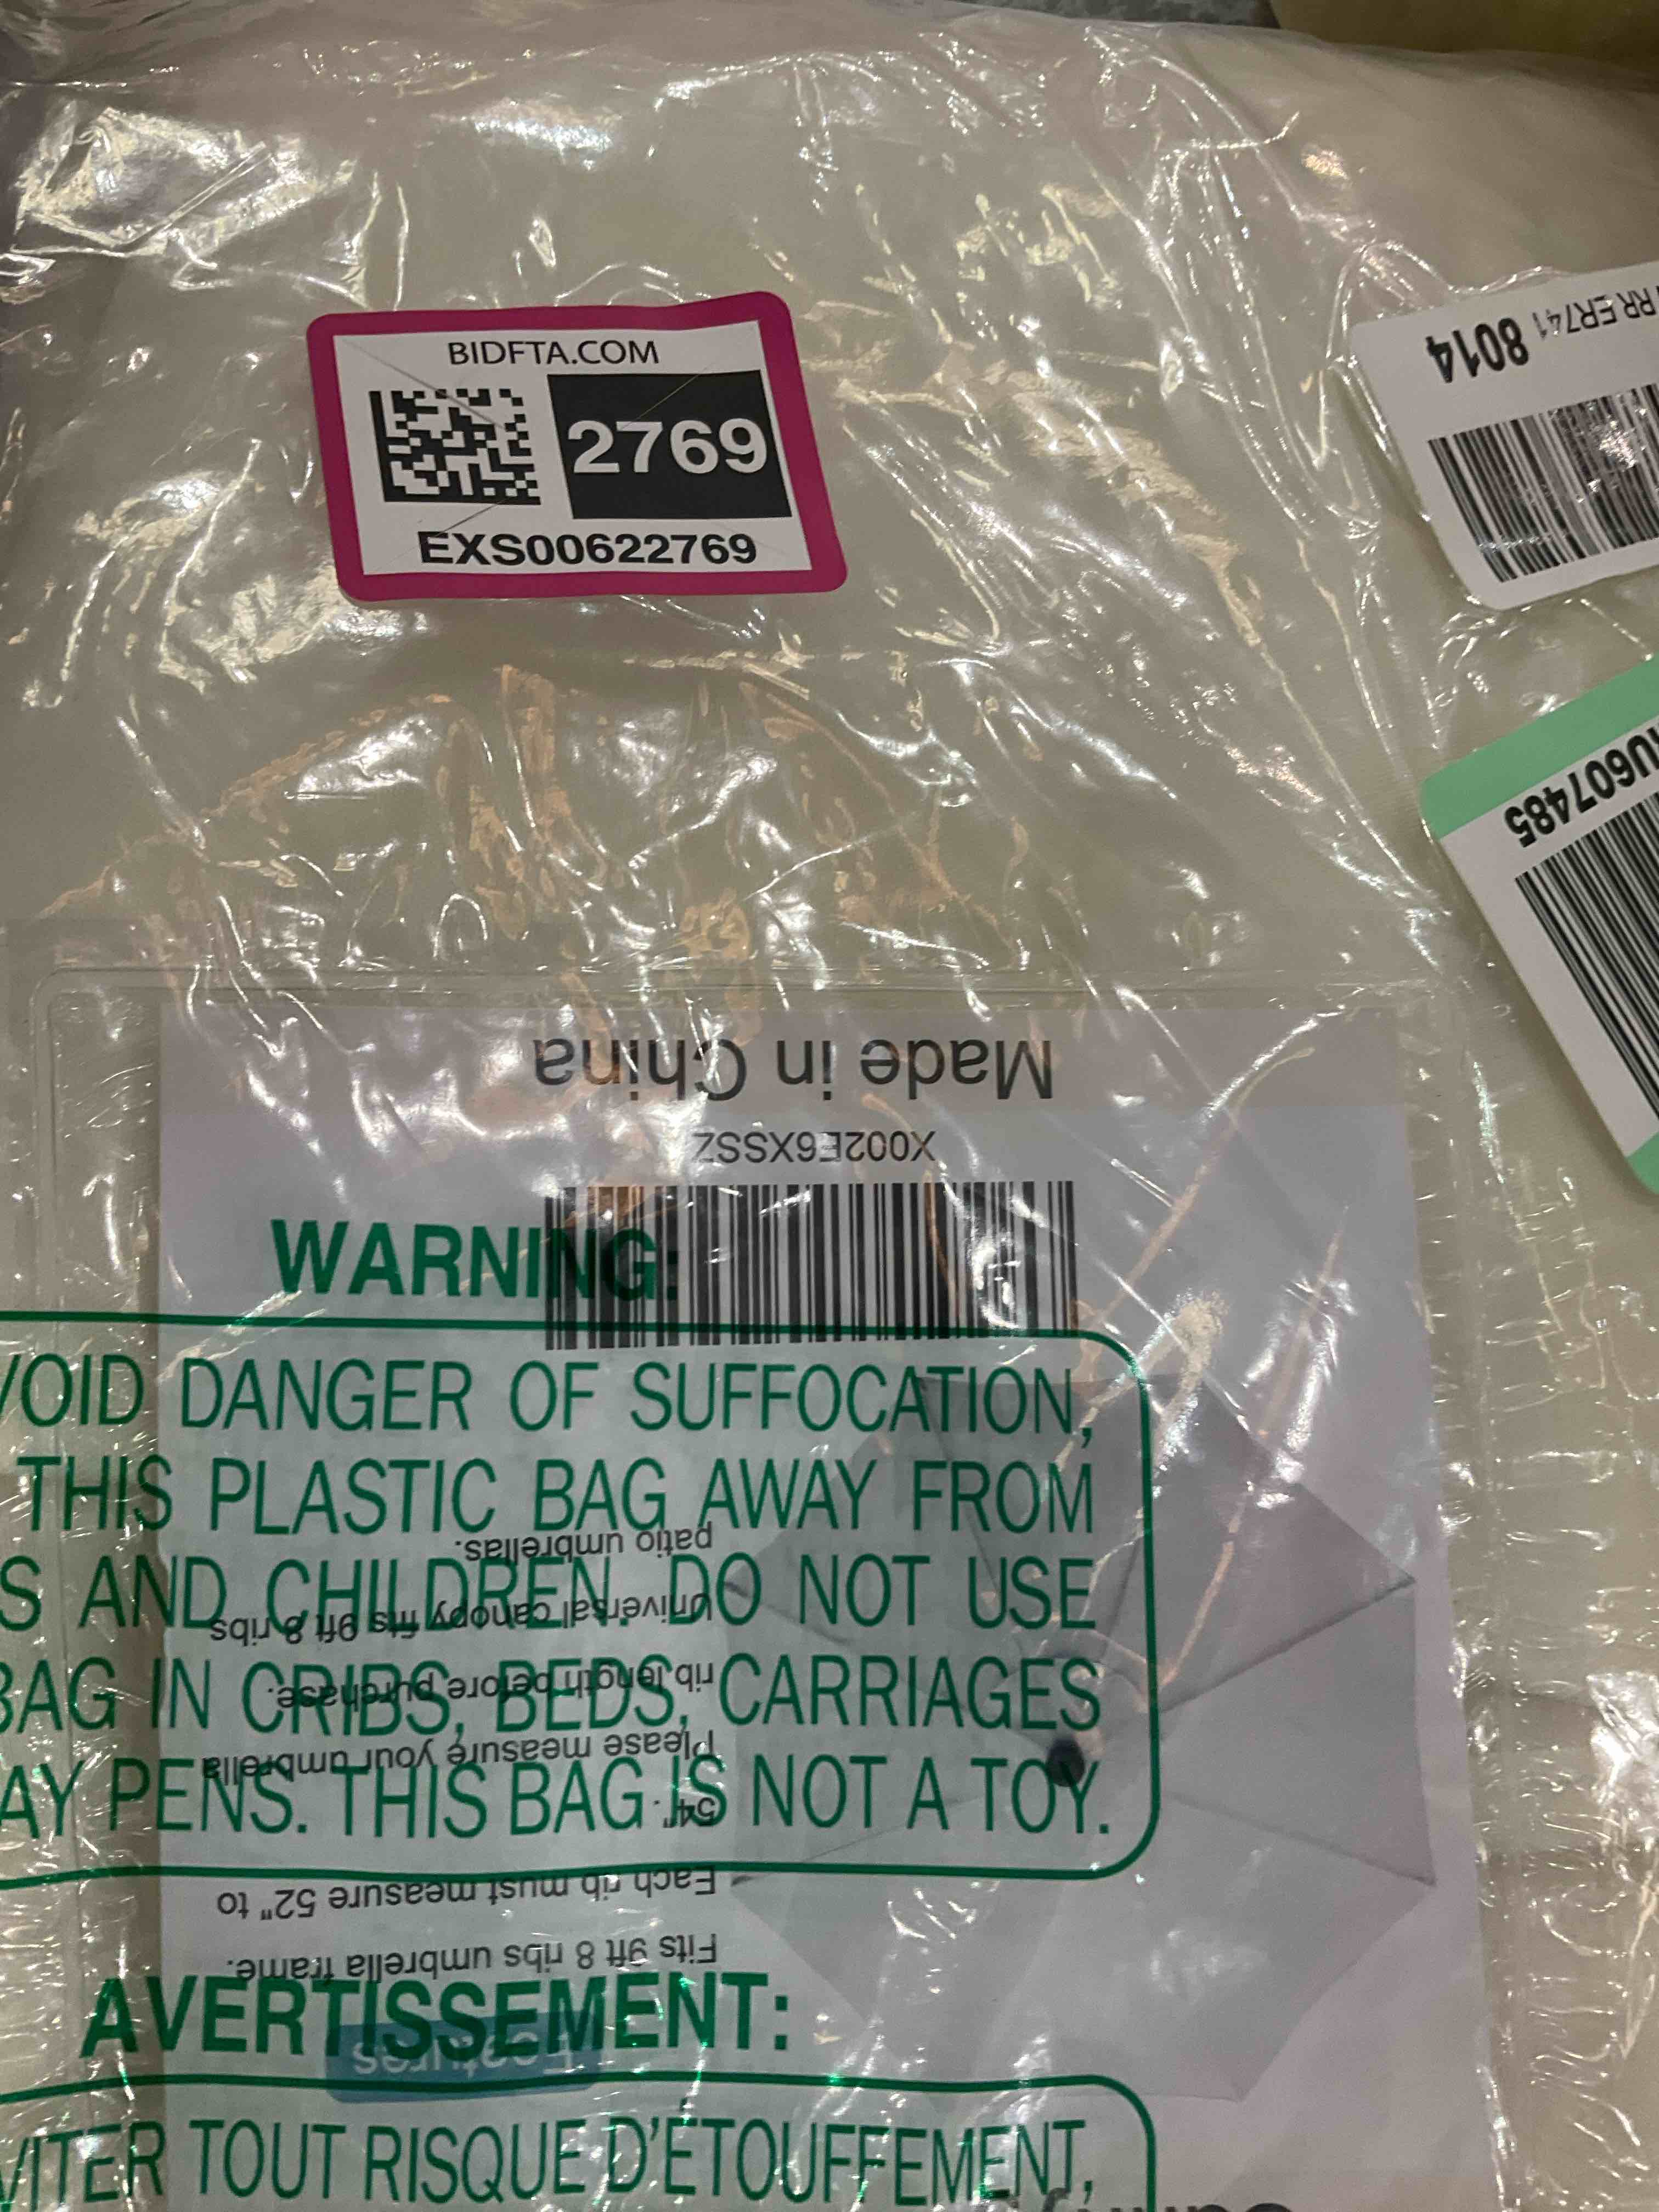 BIDFTA.COM
2769
EXS00622769
RR ER741 8014
U607485
Made in China
X002E6XSSZ
WARNING:
VOID DANGER OF SUFFOCATION,
THIS PLASTIC BAG AWAY FROM
S AND CHILDREN. DO NOT USE
BAG IN CRIBS, BEDS, CARRIAGES
AY PENS. THIS BAG IS NOT A TOY.
AVERTISSEMENT:
VITER TOUT RISQUE D'ÉTOUFFEMENT,
Features
Fits 9ft 8 ribs umbrella frame.
Each rib must measure 52" to
54".
Please measure your umbrella
rib length before purchase.
Universal canopy fits 9ft 8 ribs
patio umbrellas.